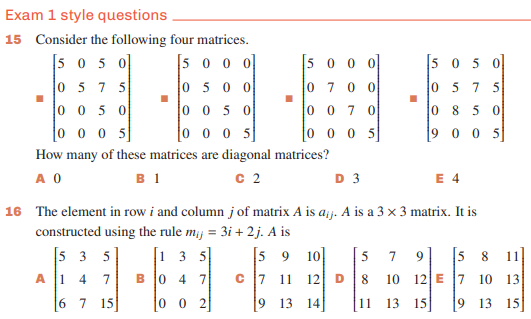 Exam 1 style questions
15 Consider the following four matrices.
[5 0 5 0] [5 0 0 0] [5 0 0 0] [5 0 5 0]
[0 5 7 5] [0 5 0 0] [0 7 0 0] [0 5 7 5]
[0 0 5 0] [0 0 5 0] [0 0 7 0] [0 8 5 0]
[0 0 0 5] [0 0 0 5] [0 0 0 5] [9 0 0 5]
How many of these matrices are diagonal matrices?
A 0 B 1 C 2 D 3 E 4
16 The element in row i and column j of matrix A is aᵢⱼ. A is a 3 × 3 matrix. It is
constructed using the rule mᵢⱼ = 3i + 2j. A is
[5 3 5] [1 3 5] [5 9 10] [5 7 9] [5 8 11]
A [1 4 7] B [0 4 7] C [7 11 12] D [8 10 12] E [7 10 13]
[6 7 15] [0 0 2] [9 13 14] [11 13 15] [9 13 15]